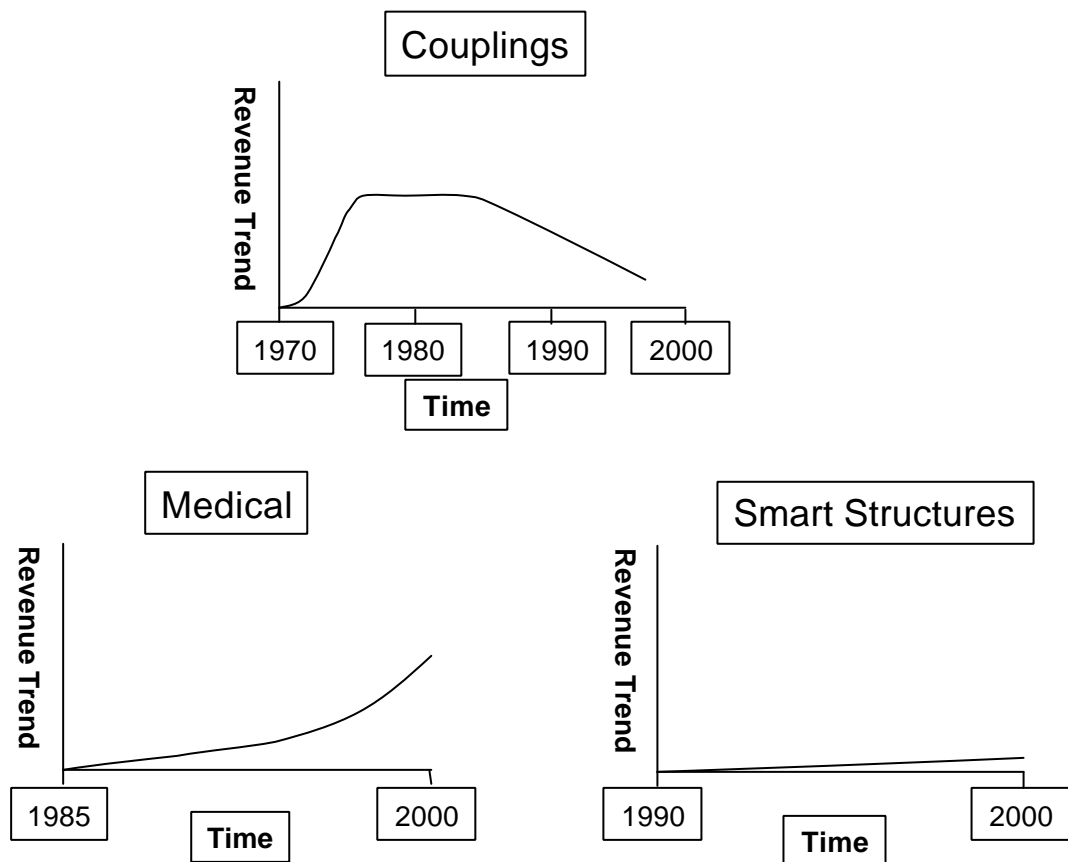 Couplings
Revenue Trend
1970
1980
1990
2000
Time
Medical
Revenue Trend
1985
2000
Time
Smart Structures
Revenue Trend
1990
2000
Time